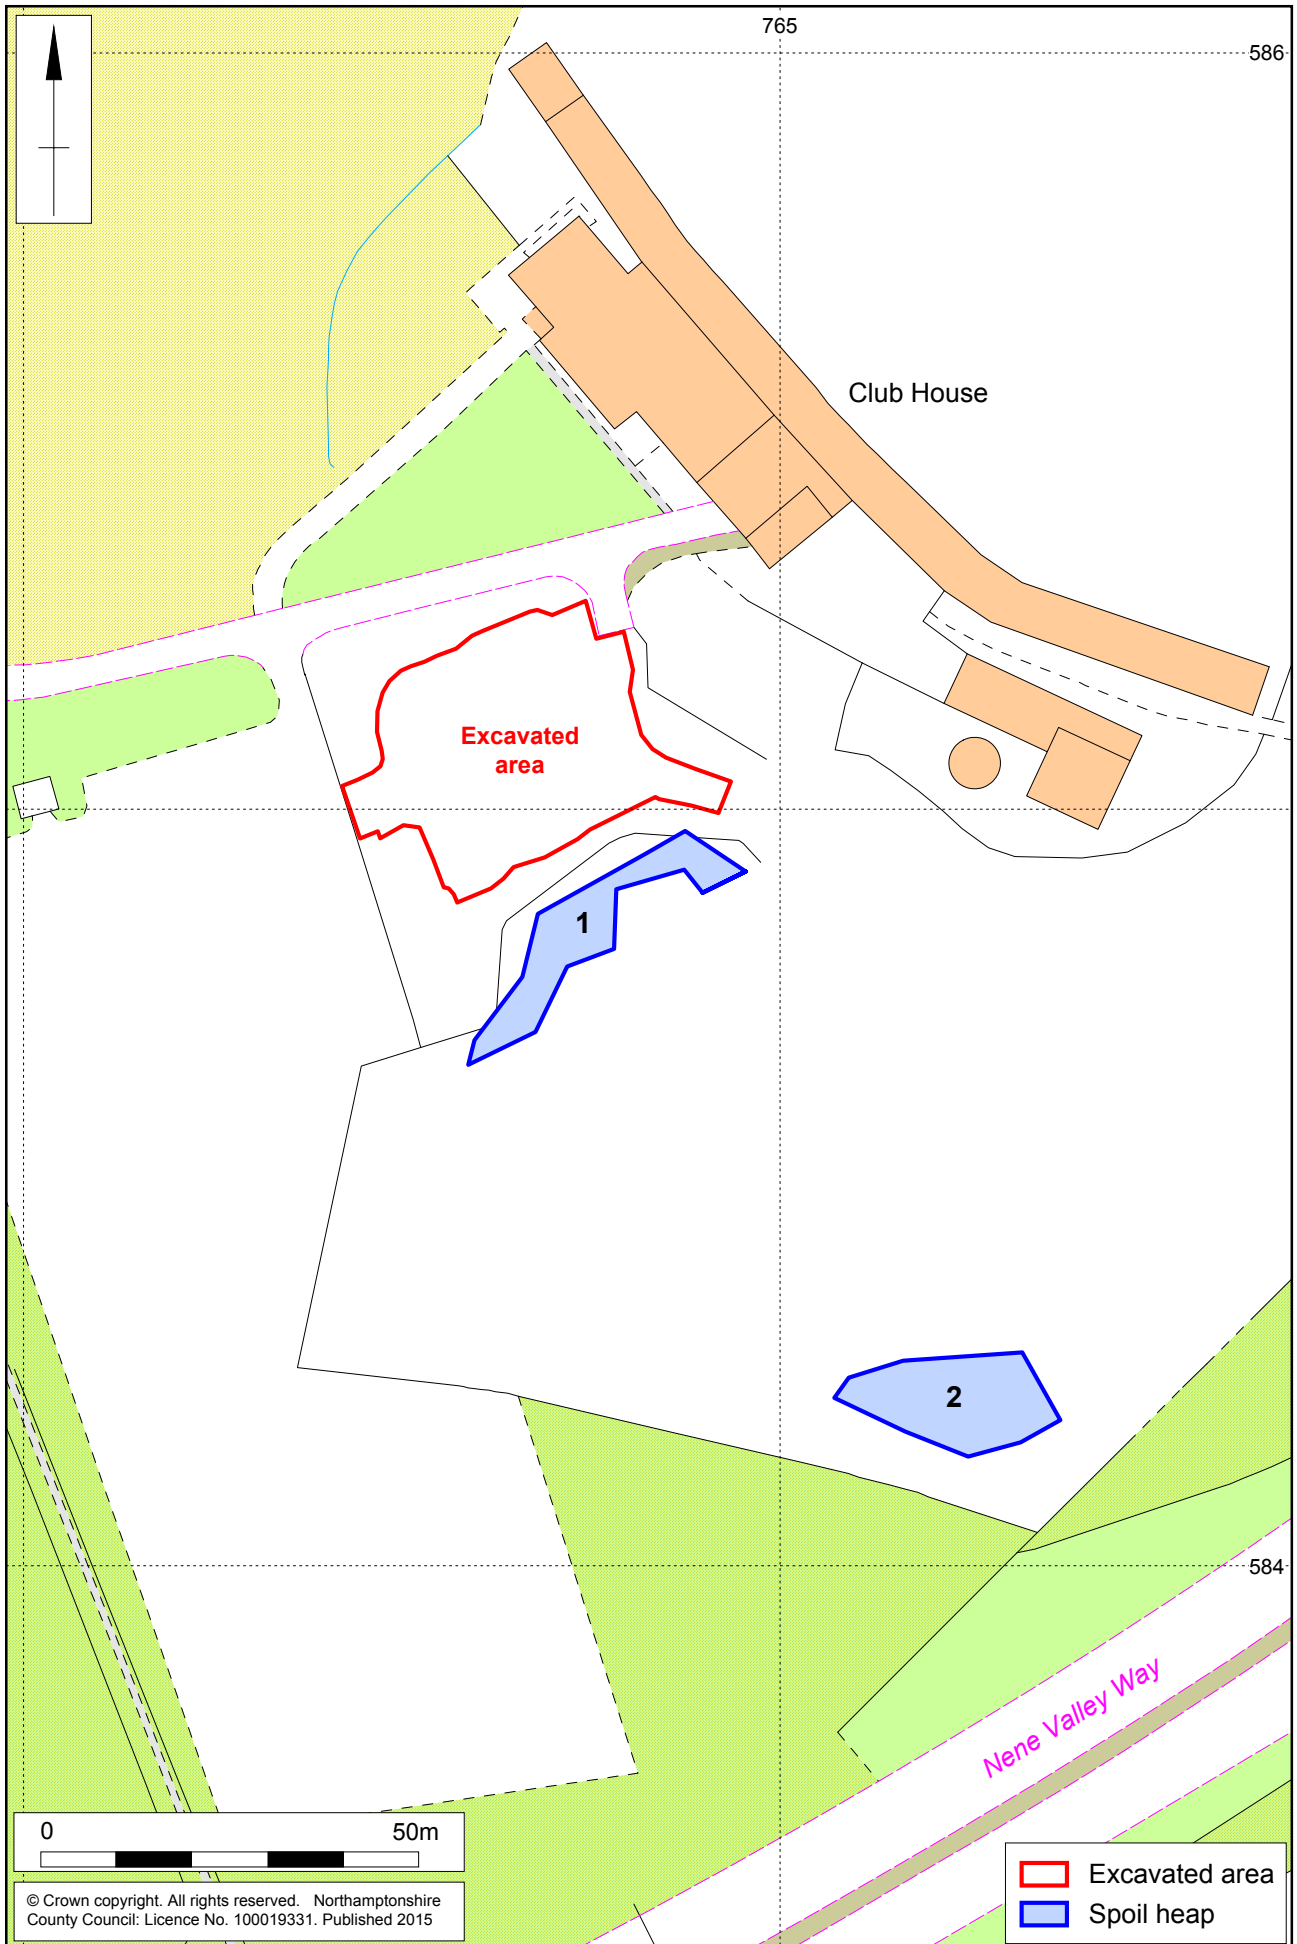 765
586
Club House
Excavated
area
1
2
584
Nene Valley Way
0 50m
© Crown copyright. All rights reserved. Northamptonshire
County Council: Licence No. 100019331. Published 2015
Excavated area
Spoil heap